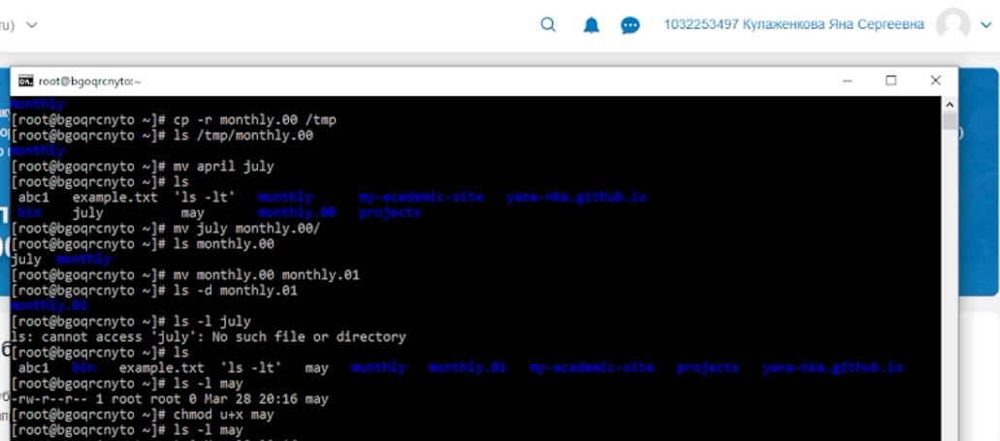 ru)
1032253497 Кулаженкова Яна Сергеевна
root@bgoqrcnyto:~
monthly
[root@bgoqrcnyto ~]# cp -r monthly.00 /tmp
[root@bgoqrcnyto ~]# ls /tmp/monthly.00
monthly
[root@bgoqrcnyto ~]# mv april july
[root@bgoqrcnyto ~]# ls
abc1 example.txt 'ls -lt' monthly my-academic-site yana-nka.github.io
bin july may monthly.00 projects
[root@bgoqrcnyto ~]# mv july monthly.00/
[root@bgoqrcnyto ~]# ls monthly.00
july monthly
[root@bgoqrcnyto ~]# mv monthly.00 monthly.01
[root@bgoqrcnyto ~]# ls -d monthly.01
monthly.01
[root@bgoqrcnyto ~]# ls -l july
ls: cannot access 'july': No such file or directory
[root@bgoqrcnyto ~]# ls
abc1 bin example.txt 'ls -lt' may monthly monthly.01 my-academic-site projects yana-nka.github.io
[root@bgoqrcnyto ~]# ls -l may
-rw-r--r-- 1 root root 0 Mar 28 20:16 may
[root@bgoqrcnyto ~]# chmod u+x may
[root@bgoqrcnyto ~]# ls -l may